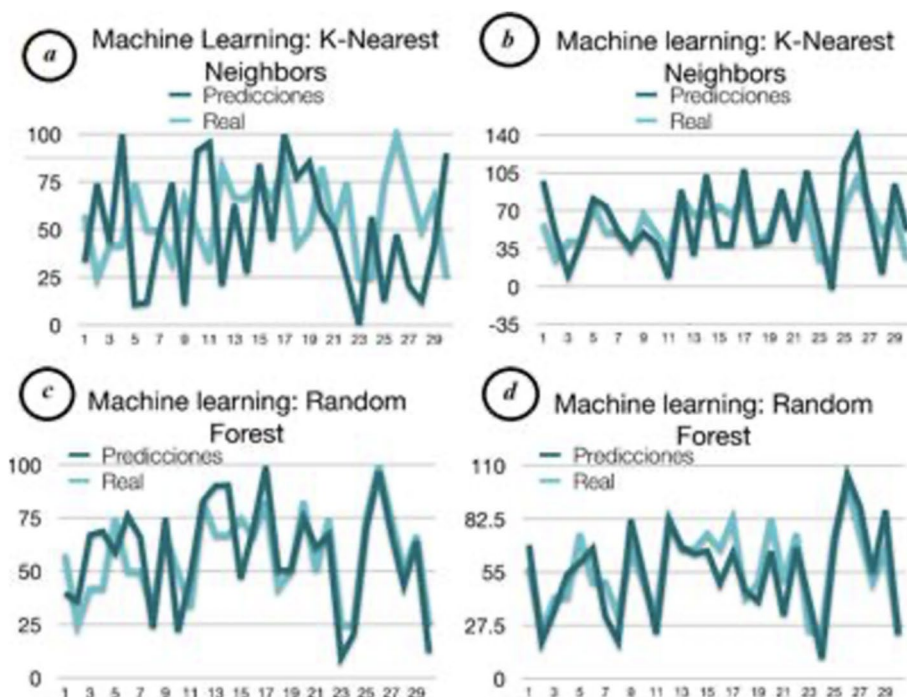 a
Machine Learning: K-Nearest
Neighbors
Predicciones
Real
100
75
50
25
0
1 3 5 7 9 11 13 15 17 19 21 23 25 27 29
b
Machine learning: K-Nearest
Neighbors
Predicciones
Real
140
105
70
35
0
-35
1 3 5 7 9 11 13 15 17 19 21 23 25 27 29
c
Machine learning: Random
Forest
Predicciones
Real
100
75
50
25
0
1 3 5 7 9 11 13 15 17 19 21 23 25 27 29
d
Machine learning: Random
Forest
Predicciones
Real
110
82.5
55
27.5
0
1 3 5 7 9 11 13 15 17 19 21 23 25 27 29